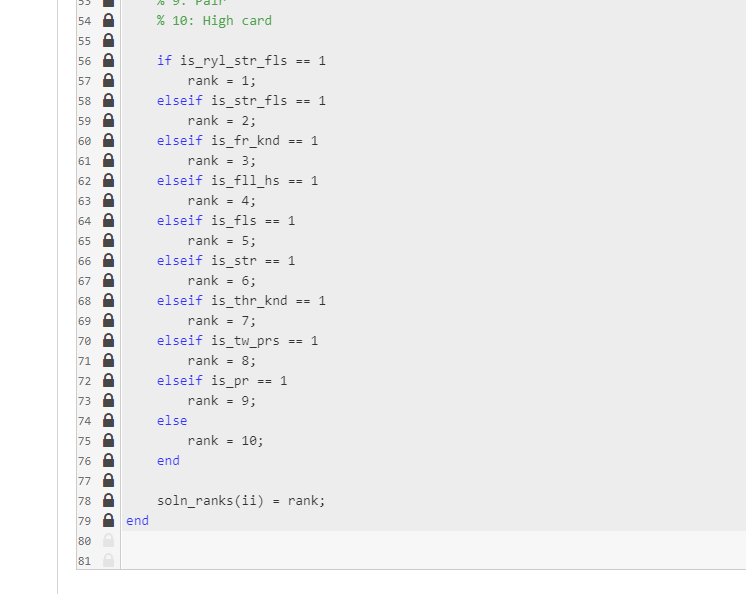 53 % 9: Pair
54 % 10: High card
55
56 if is_ryl_str_fls == 1
57 rank = 1;
58 elseif is_str_fls == 1
59 rank = 2;
60 elseif is_fr_knd == 1
61 rank = 3;
62 elseif is_fll_hs == 1
63 rank = 4;
64 elseif is_fls == 1
65 rank = 5;
66 elseif is_str == 1
67 rank = 6;
68 elseif is_thr_knd == 1
69 rank = 7;
70 elseif is_tw_prs == 1
71 rank = 8;
72 elseif is_pr == 1
73 rank = 9;
74 else
75 rank = 10;
76 end
77
78 soln_ranks(ii) = rank;
79 end
80
81